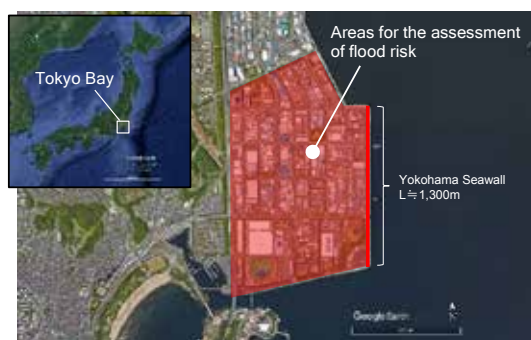 Areas for the assessment
of flood risk
Tokyo Bay
Yokohama Seawall
L≒1,300m
Google Earth